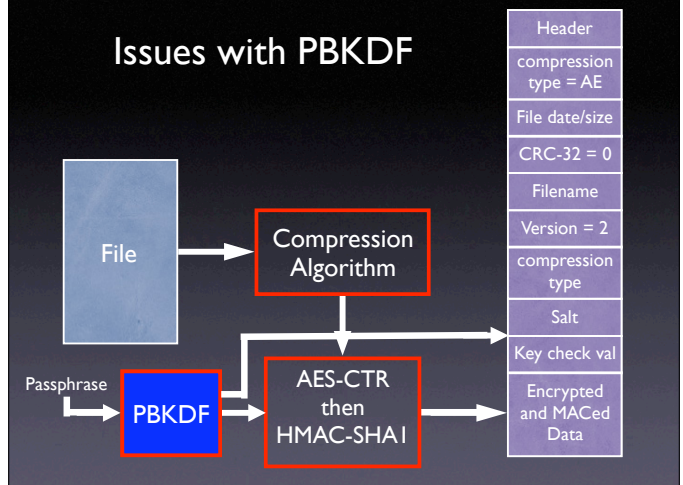 Issues with PBKDF
File
Compression
Algorithm
Passphrase
PBKDF
AES-CTR
then
HMAC-SHA1
Header
compression
type = AE
File date/size
CRC-32 = 0
Filename
Version = 2
compression
type
Salt
Key check val
Encrypted
and MACed
Data